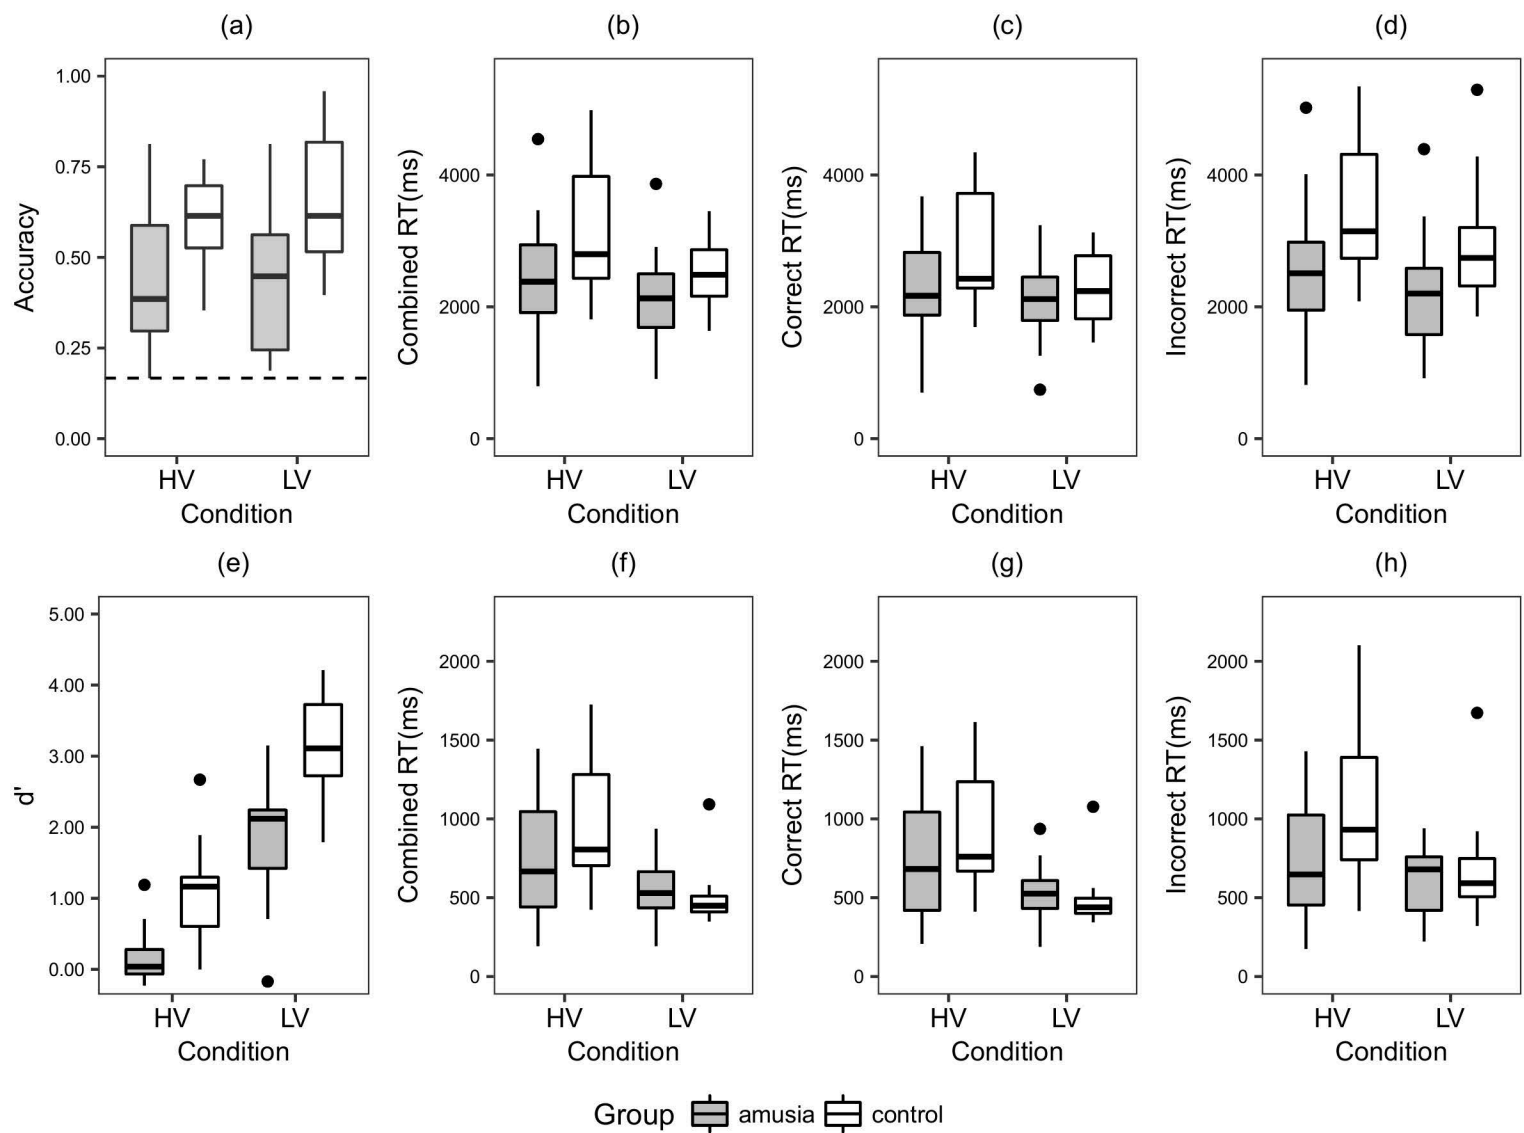 (a)
Accuracy
1.00
0.75
0.50
0.25
0.00
HV LV
Condition
(b)
Combined RT(ms)
4000
2000
0
HV LV
Condition
(c)
Correct RT(ms)
4000
2000
0
HV LV
Condition
(d)
Incorrect RT(ms)
4000
2000
0
HV LV
Condition
(e)
d'
5.00
4.00
3.00
2.00
1.00
0.00
HV LV
Condition
(f)
Combined RT(ms)
2000
1500
1000
500
0
HV LV
Condition
(g)
Correct RT(ms)
2000
1500
1000
500
0
HV LV
Condition
(h)
Incorrect RT(ms)
2000
1500
1000
500
0
HV LV
Condition
Group amusia control